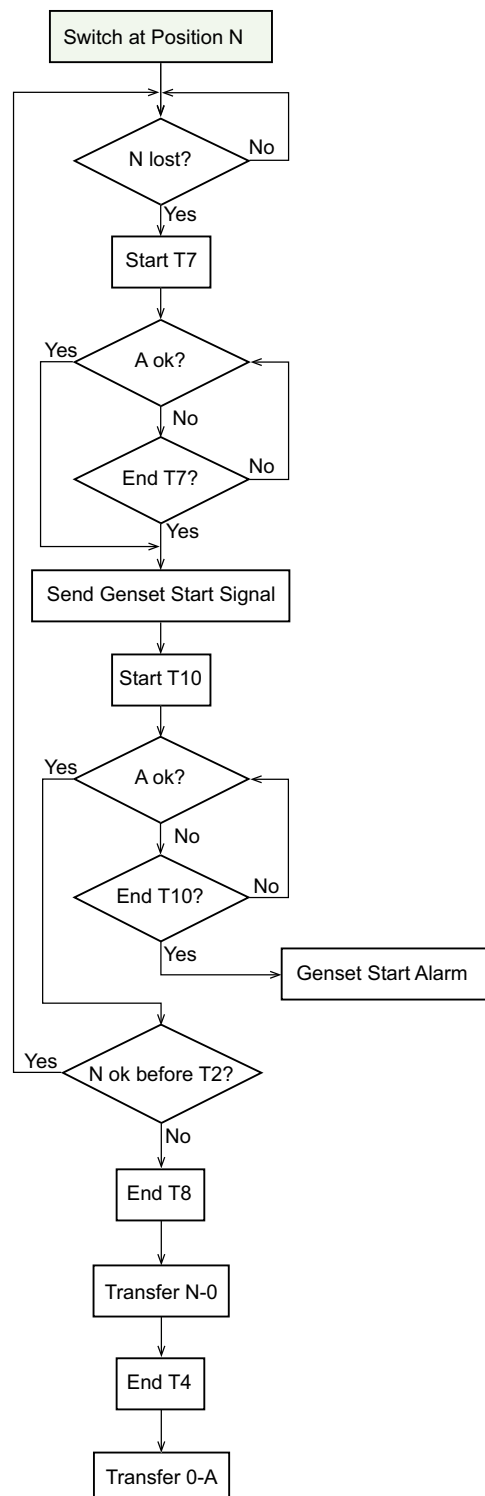 Switch at Position N
N lost?
No
Yes
Start T7
Yes
A ok?
No
End T7?
No
Yes
Send Genset Start Signal
Start T10
Yes
A ok?
No
End T10?
No
Yes
Genset Start Alarm
Yes
N ok before T2?
No
End T8
Transfer N-0
End T4
Transfer 0-A